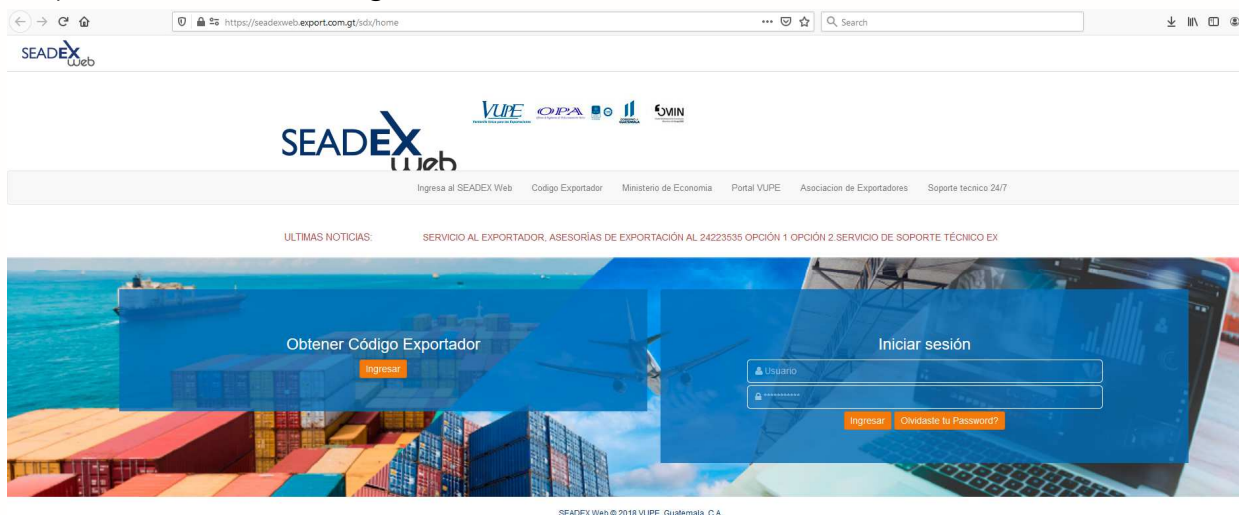 https://seadexweb.export.com.gt/sdx/home
Search
SEADEX
Web
VUPE OPA
SEADEX
web
Ingresa al SEADEX Web Codigo Exportador Ministerio de Economia Portal VUPE Asociacion de Exportadores Soporte tecnico 24/7
ULTIMAS NOTICIAS: SERVICIO AL EXPORTADOR, ASESORÍAS DE EXPORTACIÓN AL 24223535 OPCIÓN 1 OPCIÓN 2.SERVICIO DE SOPORTE TÉCNICO EX
Obtener Código Exportador
Ingresar
Iniciar sesión
Usuario
***********
Ingresar Olvidaste tu Password?
SEADEX Web © 2018 VUPE, Guatemala, C.A.